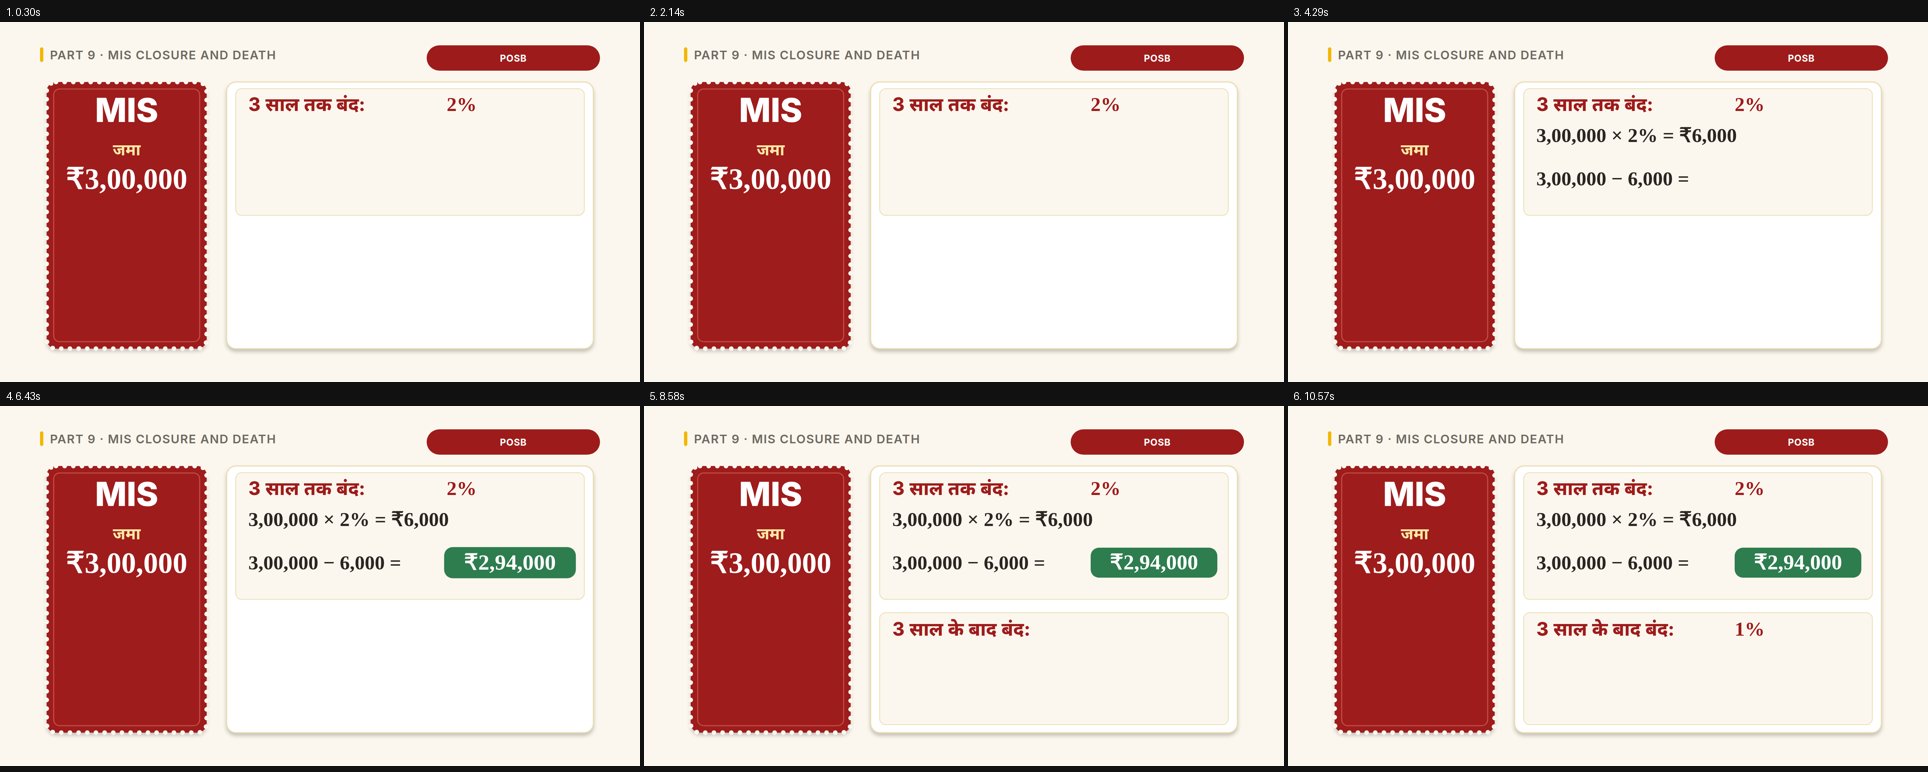 1. 0.30s
PART 9 · MIS CLOSURE AND DEATH
POSB
MIS
जमा
₹3,00,000
3 साल तक बंद: 2%
2. 2.14s
PART 9 · MIS CLOSURE AND DEATH
POSB
MIS
जमा
₹3,00,000
3 साल तक बंद: 2%
3. 4.29s
PART 9 · MIS CLOSURE AND DEATH
POSB
MIS
जमा
₹3,00,000
3 साल तक बंद: 2%
3,00,000 × 2% = ₹6,000
3,00,000 − 6,000 =
4. 6.43s
PART 9 · MIS CLOSURE AND DEATH
POSB
MIS
जमा
₹3,00,000
3 साल तक बंद: 2%
3,00,000 × 2% = ₹6,000
3,00,000 − 6,000 = ₹2,94,000
5. 8.58s
PART 9 · MIS CLOSURE AND DEATH
POSB
MIS
जमा
₹3,00,000
3 साल तक बंद: 2%
3,00,000 × 2% = ₹6,000
3,00,000 − 6,000 = ₹2,94,000
3 साल के बाद बंद:
6. 10.57s
PART 9 · MIS CLOSURE AND DEATH
POSB
MIS
जमा
₹3,00,000
3 साल तक बंद: 2%
3,00,000 × 2% = ₹6,000
3,00,000 − 6,000 = ₹2,94,000
3 साल के बाद बंद: 1%